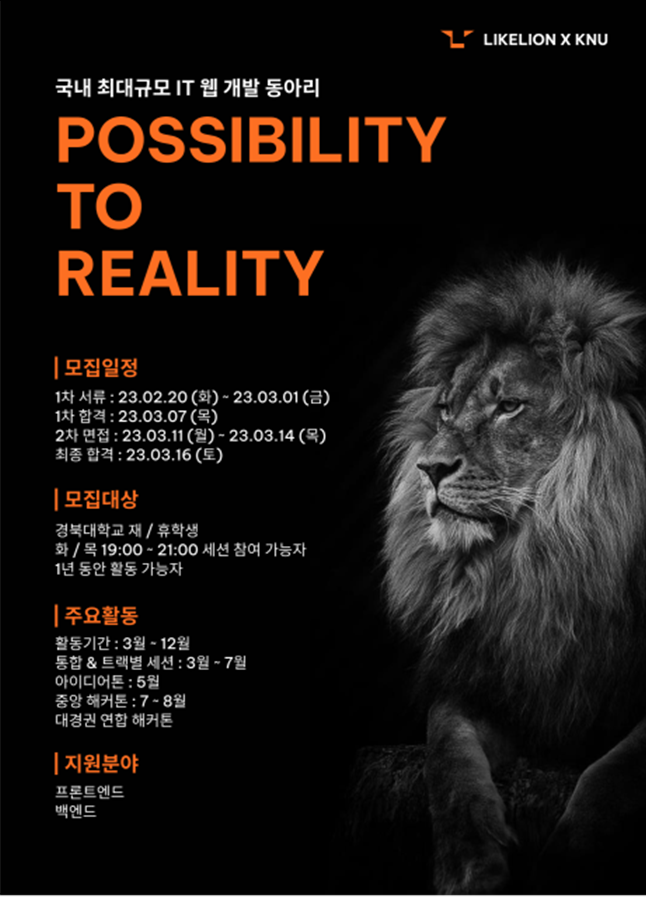 LIKELION X KNU
국내 최대규모 IT 웹 개발 동아리
POSSIBILITY
TO
REALITY
모집일정
1차 서류 : 23.02.20 (화) ~ 23.03.01 (금)
1차 합격 : 23.03.07 (목)
2차 면접 : 23.03.11 (월) ~ 23.03.14 (목)
최종 합격 : 23.03.16 (토)
모집대상
경북대학교 재 / 휴학생
화 / 목 19:00 ~ 21:00 세션 참여 가능자
1년 동안 활동 가능자
주요활동
활동기간 : 3월 ~ 12월
통합 & 트랙별 세션 : 3월 ~ 7월
아이디어톤 : 5월
중앙 해커톤 : 7 ~ 8월
대경권 연합 해커톤
지원분야
프론트엔드
백엔드